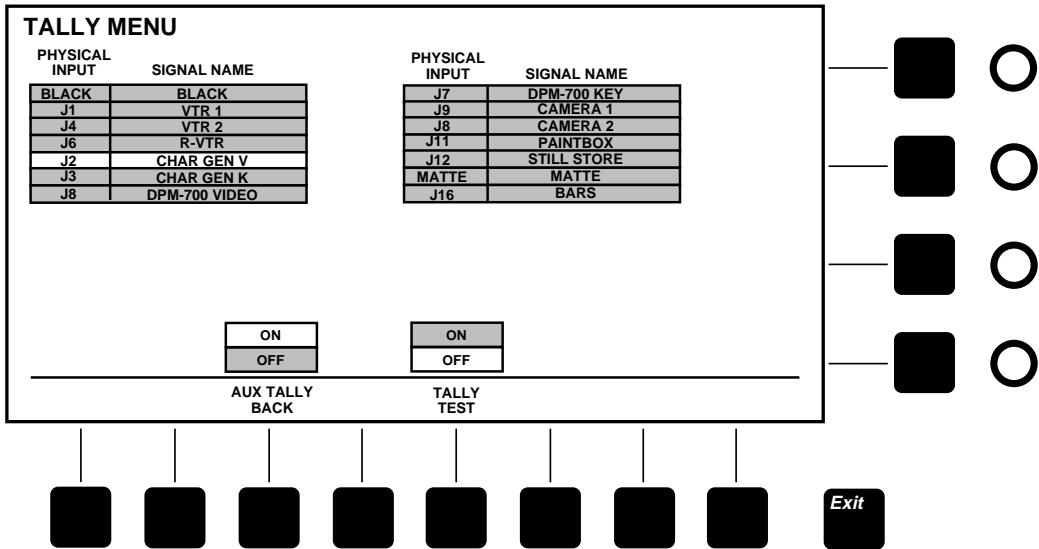 TALLY MENU
PHYSICAL INPUT SIGNAL NAME
BLACK BLACK
J1 VTR 1
J4 VTR 2
J6 R-VTR
J2 CHAR GEN V
J3 CHAR GEN K
J8 DPM-700 VIDEO
PHYSICAL INPUT SIGNAL NAME
J7 DPM-700 KEY
J9 CAMERA 1
J8 CAMERA 2
J11 PAINTBOX
J12 STILL STORE
MATTE MATTE
J16 BARS
ON
OFF
AUX TALLY
BACK
ON
OFF
TALLY
TEST
Exit